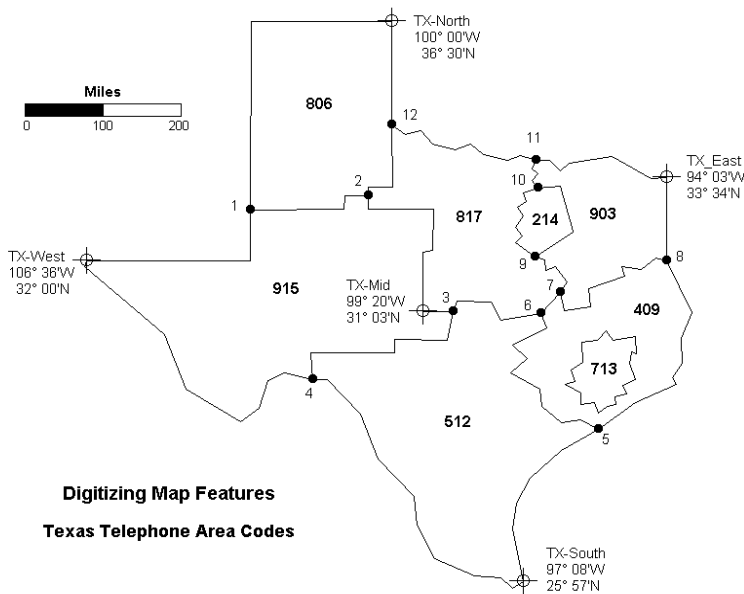 TX-North
100° 00'W
36° 30'N
Miles
0 100 200
806
12
11
TX_East
94° 03'W
33° 34'N
10
2
1
817
214
903
TX-West
106° 36'W
32° 00'N
9
8
TX-Mid
99° 20'W
31° 03'N
915
7
3
6
409
713
4
512
5
Digitizing Map Features
Texas Telephone Area Codes
TX-South
97° 08'W
25° 57'N